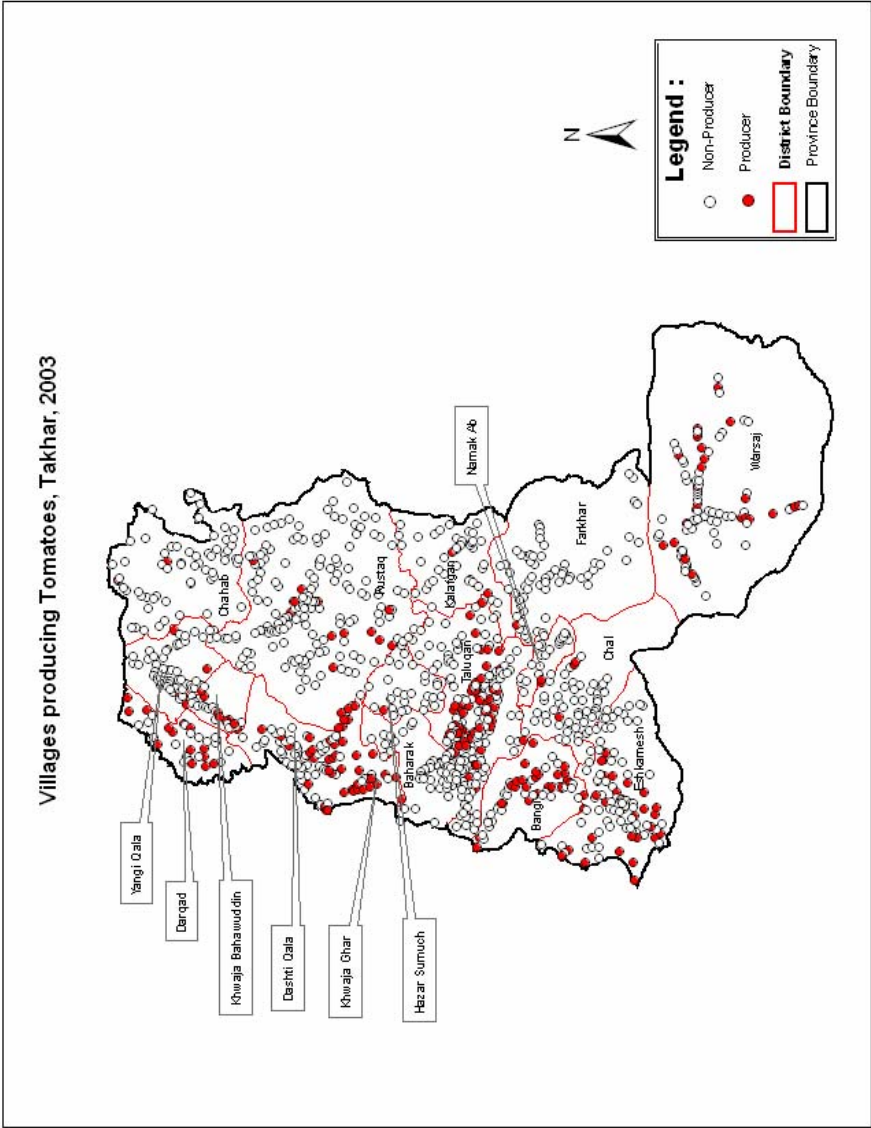 Villages producing Tomatoes, Takhar, 2003
Yangi Qala
Darqad
Khwaja Bahawuddin
Dashti Qala
Khwaja Ghar
Hazar Sumuch
Namak Ab
Chahab
Rustaq
Kalafgan
Taluqan
Baharak
Bangi
Eshkamesh
Chal
Farkhar
Warsaj
N
Legend :
Non-Producer
Producer
District Boundary
Province Boundary